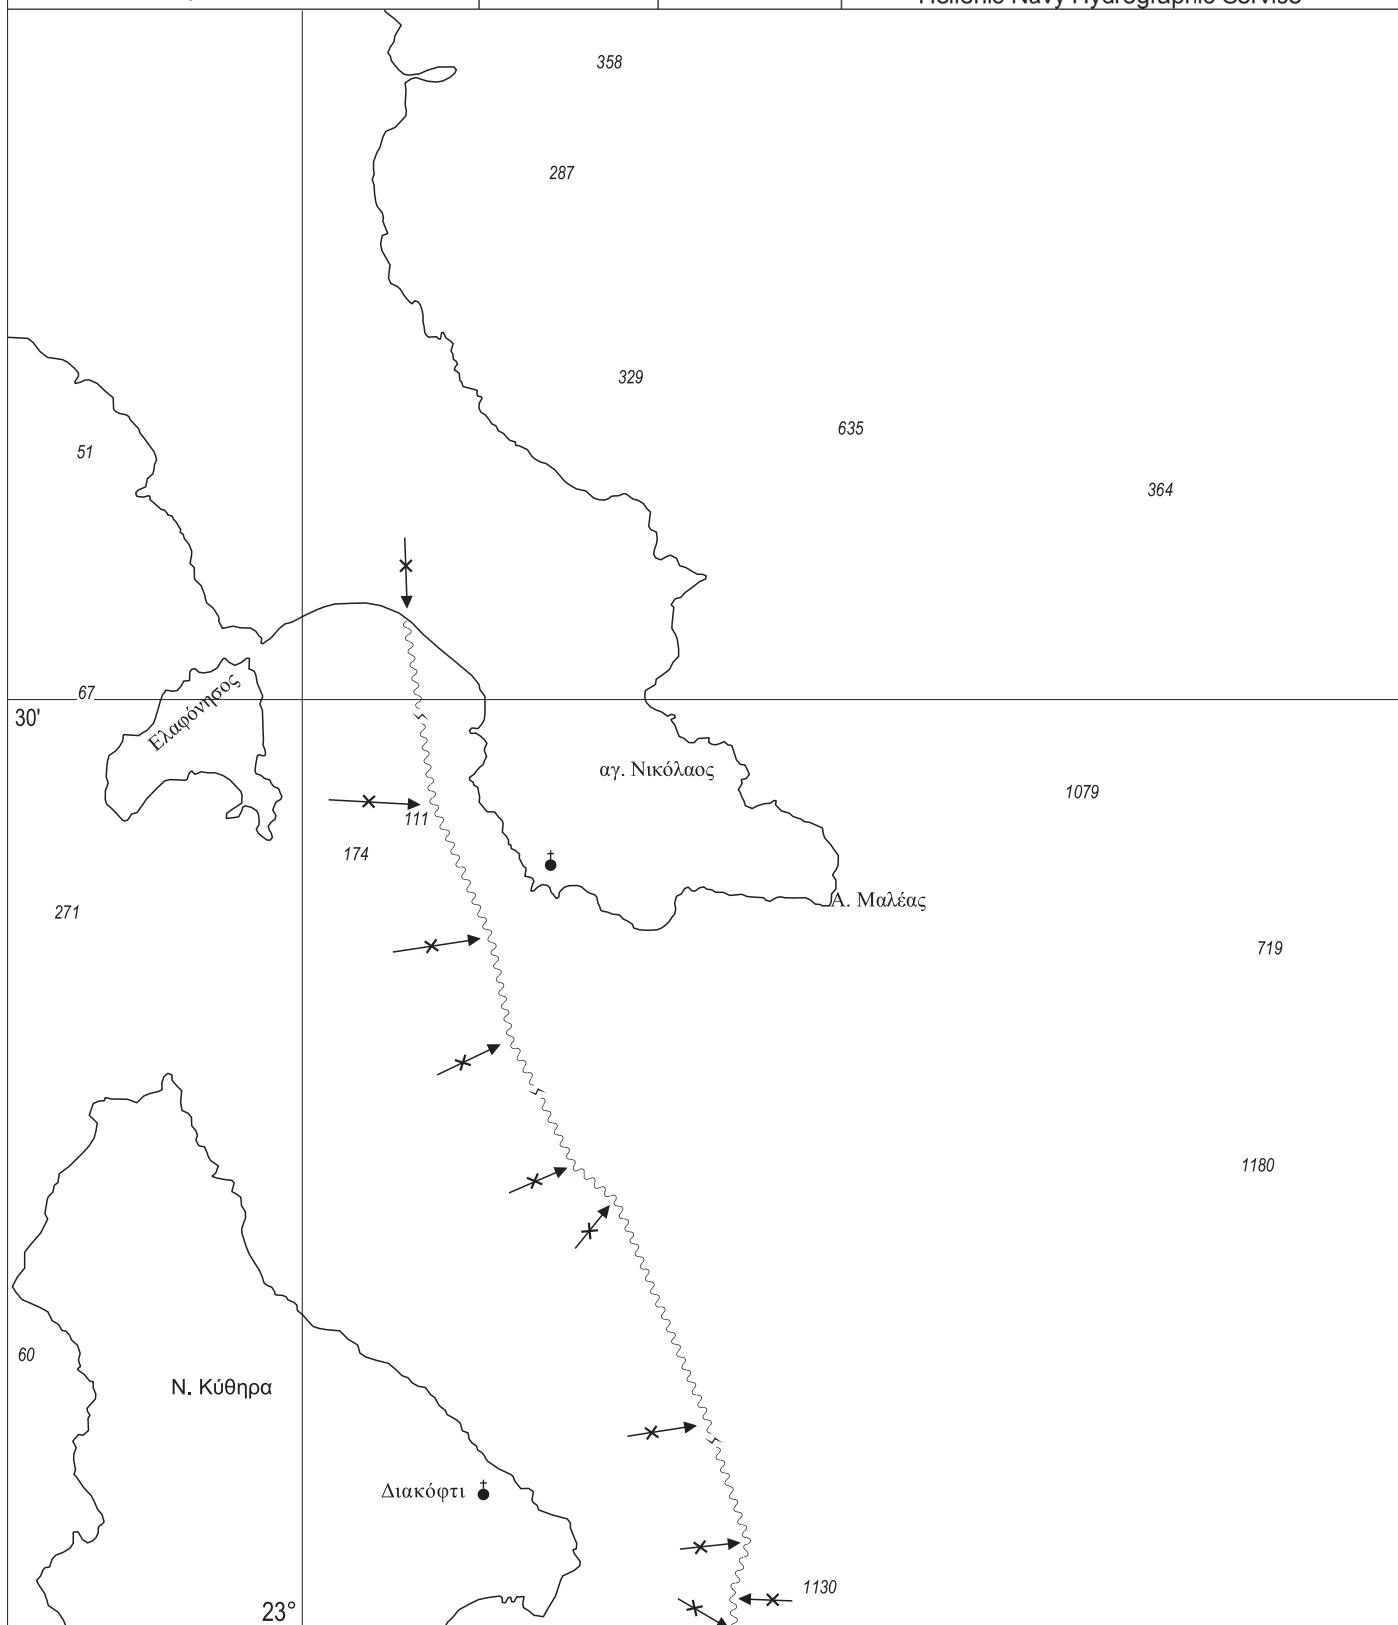 Hellenic Navy Hydrographic Servise
358
287
329
635
51
364
67
30'
Ελαφόνησος
αγ. Νικόλαος
1079
111
174
Α. Μαλέας
271
719
1180
60
Ν. Κύθηρα
Διακόφτι
1130
23°